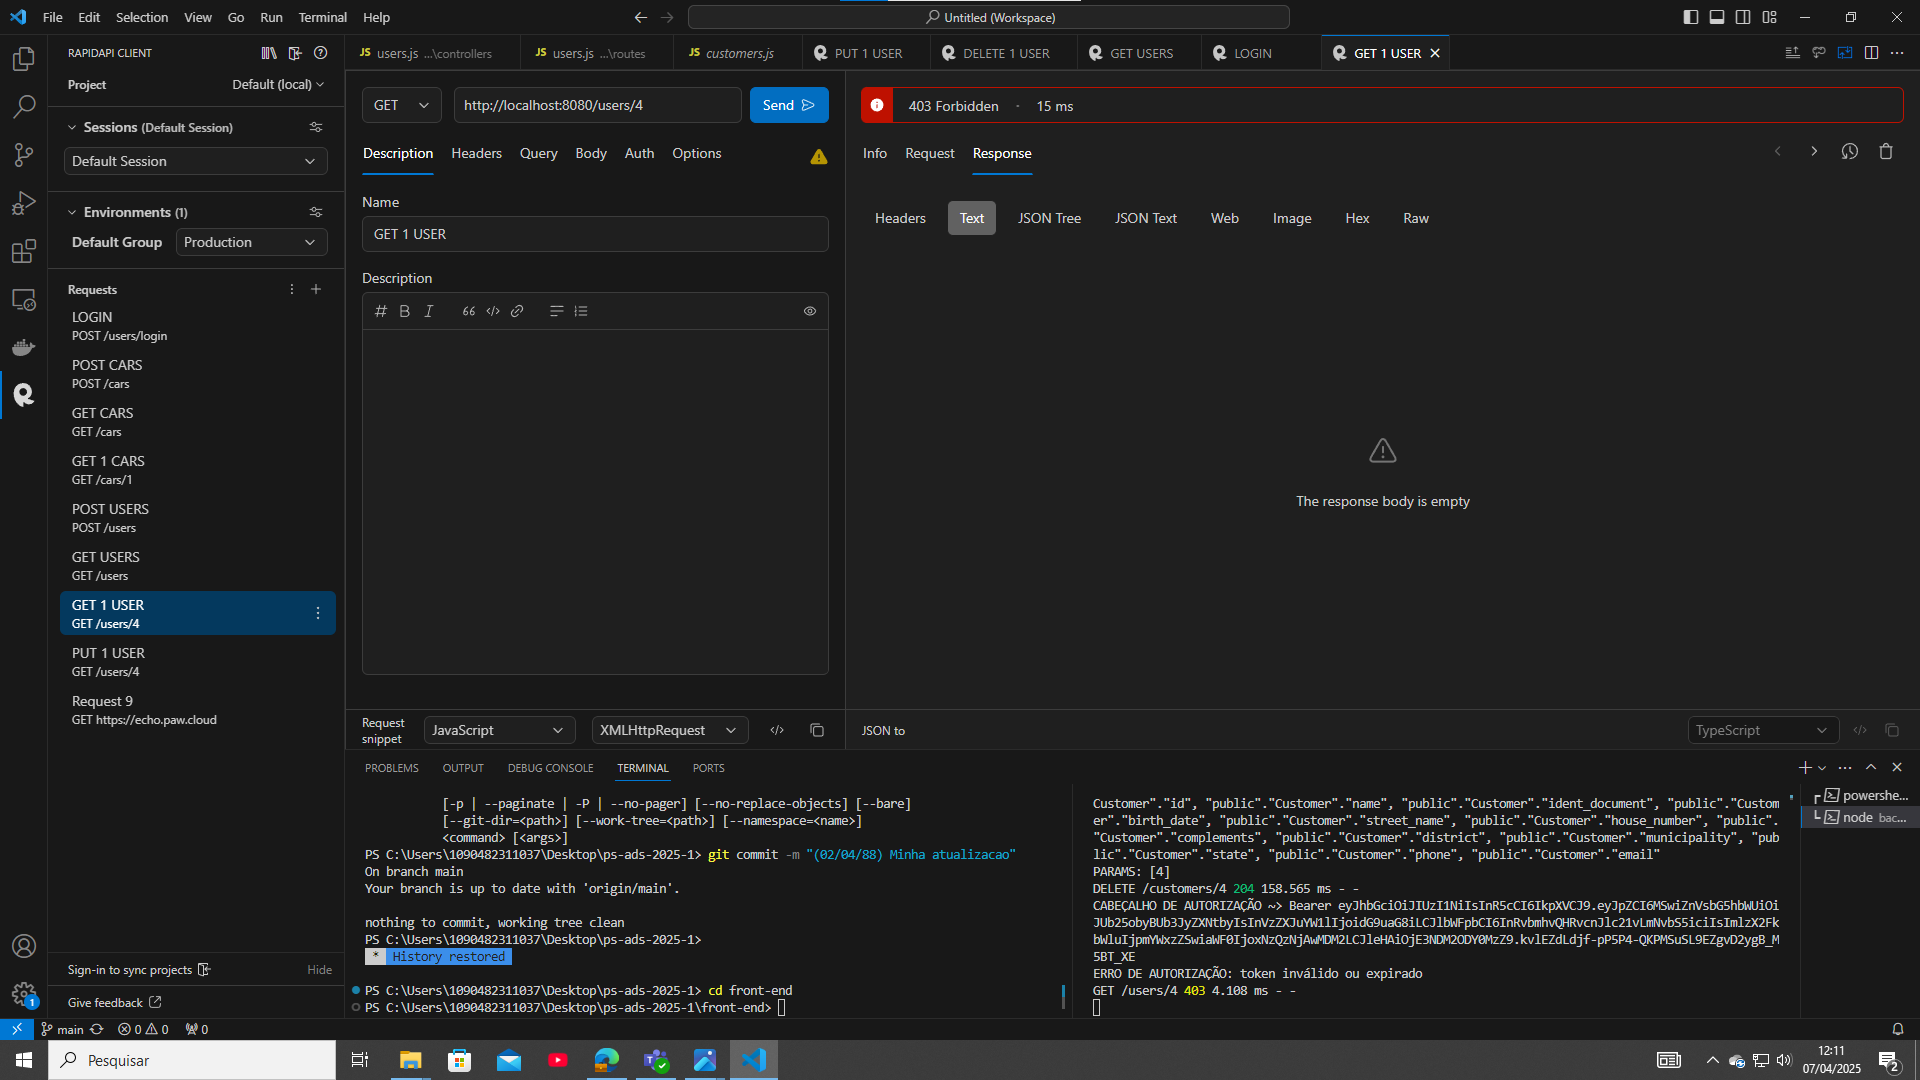 File Edit Selection View Go Run Terminal Help
Untitled (Workspace)
RAPIDAPI CLIENT
Project Default (local)
Sessions (Default Session)
Default Session
Environments (1)
Default Group Production
Requests
LOGIN
POST /users/login
POST CARS
POST /cars
GET CARS
GET /cars
GET 1 CARS
GET /cars/1
POST USERS
POST /users
GET USERS
GET /users
GET 1 USER
GET /users/4
PUT 1 USER
GET /users/4
Request 9
GET https://echo.paw.cloud
Sign-in to sync projects Hide
Give feedback
JS users.js ...\controllers
JS users.js ...\routes
JS customers.js
PUT 1 USER
DELETE 1 USER
GET USERS
LOGIN
GET 1 USER
GET http://localhost:8080/users/4 Send
Description Headers Query Body Auth Options
Name
GET 1 USER
Description
Request
snippet
JavaScript XMLHttpRequest
403 Forbidden - 15 ms
Info Request Response
Headers Text JSON Tree JSON Text Web Image Hex Raw
The response body is empty
JSON to TypeScript
PROBLEMS OUTPUT DEBUG CONSOLE TERMINAL PORTS
[-p | --paginate | -P | --no-pager] [--no-replace-objects] [--bare]
[--git-dir=<path>] [--work-tree=<path>] [--namespace=<name>]
<command> [<args>]
PS C:\Users\1090482311037\Desktop\ps-ads-2025-1> git commit -m "(02/04/88) Minha atualizacao"
On branch main
Your branch is up to date with 'origin/main'.
nothing to commit, working tree clean
PS C:\Users\1090482311037\Desktop\ps-ads-2025-1>
* History restored
PS C:\Users\1090482311037\Desktop\ps-ads-2025-1> cd front-end
PS C:\Users\1090482311037\Desktop\ps-ads-2025-1\front-end>
Customer"."id", "public"."Customer"."name", "public"."Customer"."ident_document", "public"."Custom
er"."birth_date", "public"."Customer"."street_name", "public"."Customer"."house_number", "public".
"Customer"."complements", "public"."Customer"."district", "public"."Customer"."municipality", "pub
lic"."Customer"."state", "public"."Customer"."phone", "public"."Customer"."email"
PARAMS: [4]
DELETE /customers/4 204 158.565 ms - -
CABEÇALHO DE AUTORIZAÇÃO ~> Bearer eyJhbGciOiJIUzI1NiIsInR5cCI6IkpXVCJ9.eyJpZCI6MSwiZnVsbG5hbWUiOi
5BT_XE
ERRO DE AUTORIZAÇÃO: token inválido ou expirado
GET /users/4 403 4.108 ms - -
powershe...
node bac...
1
main 0 0 0
Pesquisar
12:11
07/04/2025
2